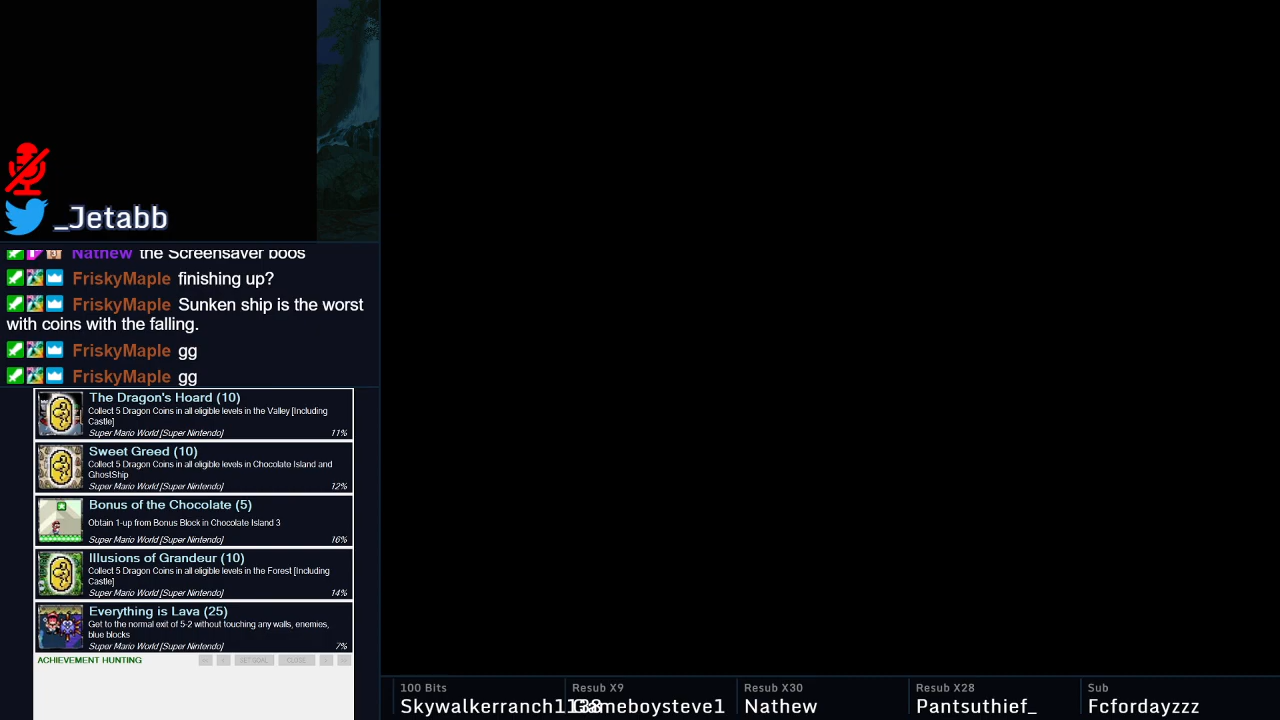 _Jetabb
Nathew the Screensaver boos
FriskyMaple finishing up?
FriskyMaple Sunken ship is the worst
with coins with the falling.
FriskyMaple gg
FriskyMaple gg
The Dragon's Hoard (10)
Collect 5 Dragon Coins in all eligible levels in the Valley [Including
Castle]
Super Mario World [Super Nintendo]
11%
Sweet Greed (10)
Collect 5 Dragon Coins in all eligible levels in Chocolate Island and
GhostShip
Super Mario World [Super Nintendo]
12%
Bonus of the Chocolate (5)
Obtain 1-up from Bonus Block in Chocolate Island 3
Super Mario World [Super Nintendo]
16%
Illusions of Grandeur (10)
Collect 5 Dragon Coins in all eligible levels in the Forest [Including
Castle]
Super Mario World [Super Nintendo]
14%
Everything is Lava (25)
Get to the normal exit of 5-2 without touching any walls, enemies,
blue blocks
Super Mario World [Super Nintendo]
7%
ACHIEVEMENT HUNTING
SET GOAL
CLOSE
100 Bits
Skywalkerranch1138
Resub X9
Gameboysteve1
Resub X30
Nathew
Resub X28
Pantsuthief_
Sub
Fcfordayzzz